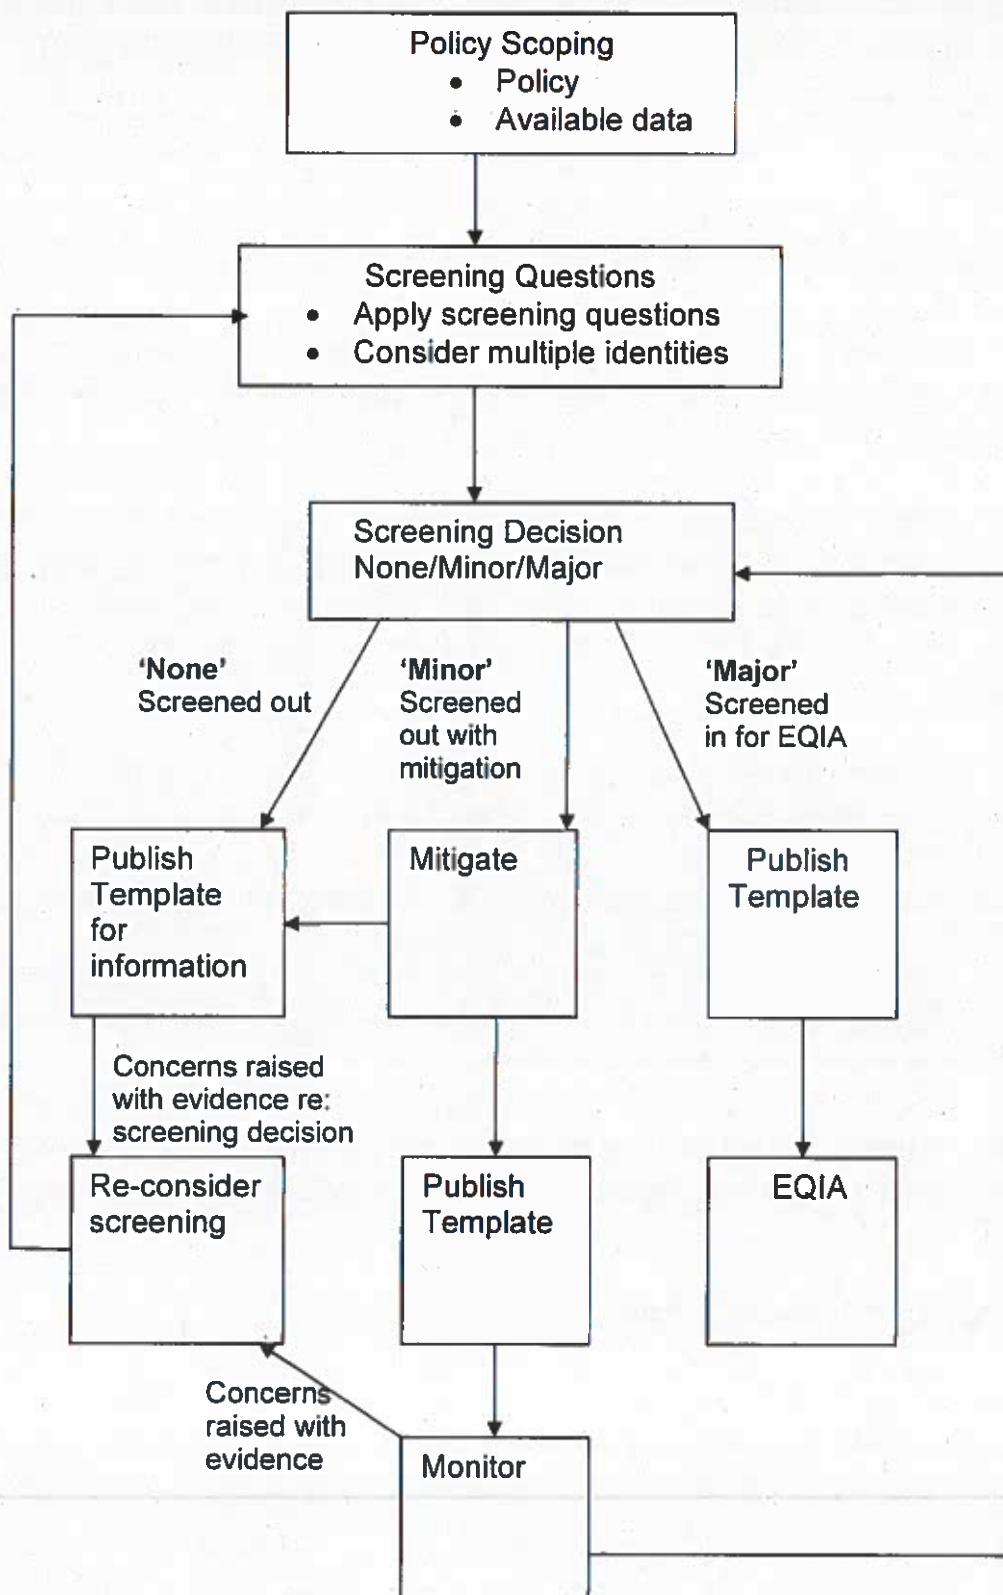 Policy Scoping
• Policy
• Available data
Screening Questions
• Apply screening questions
• Consider multiple identities
Screening Decision
None/Minor/Major
‘None’
Screened out
‘Minor’
Screened
out with
mitigation
‘Major’
Screened
in for EQIA
Publish
Template
for
information
Mitigate
Publish
Template
Concerns raised
with evidence re:
screening decision
Re-consider
screening
Publish
Template
EQIA
Concerns
raised with
evidence
Monitor